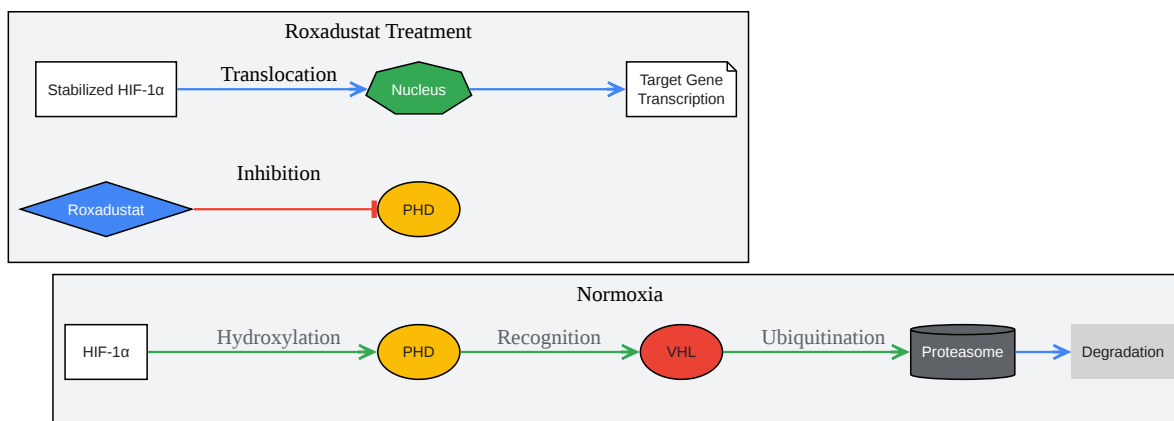 Roxadustat Treatment
Stabilized HIF-1α
Translocation
Nucleus
Target Gene
Transcription
Roxadustat
Inhibition
PHD
Normoxia
HIF-1α
Hydroxylation
PHD
Recognition
VHL
Ubiquitination
Proteasome
Degradation